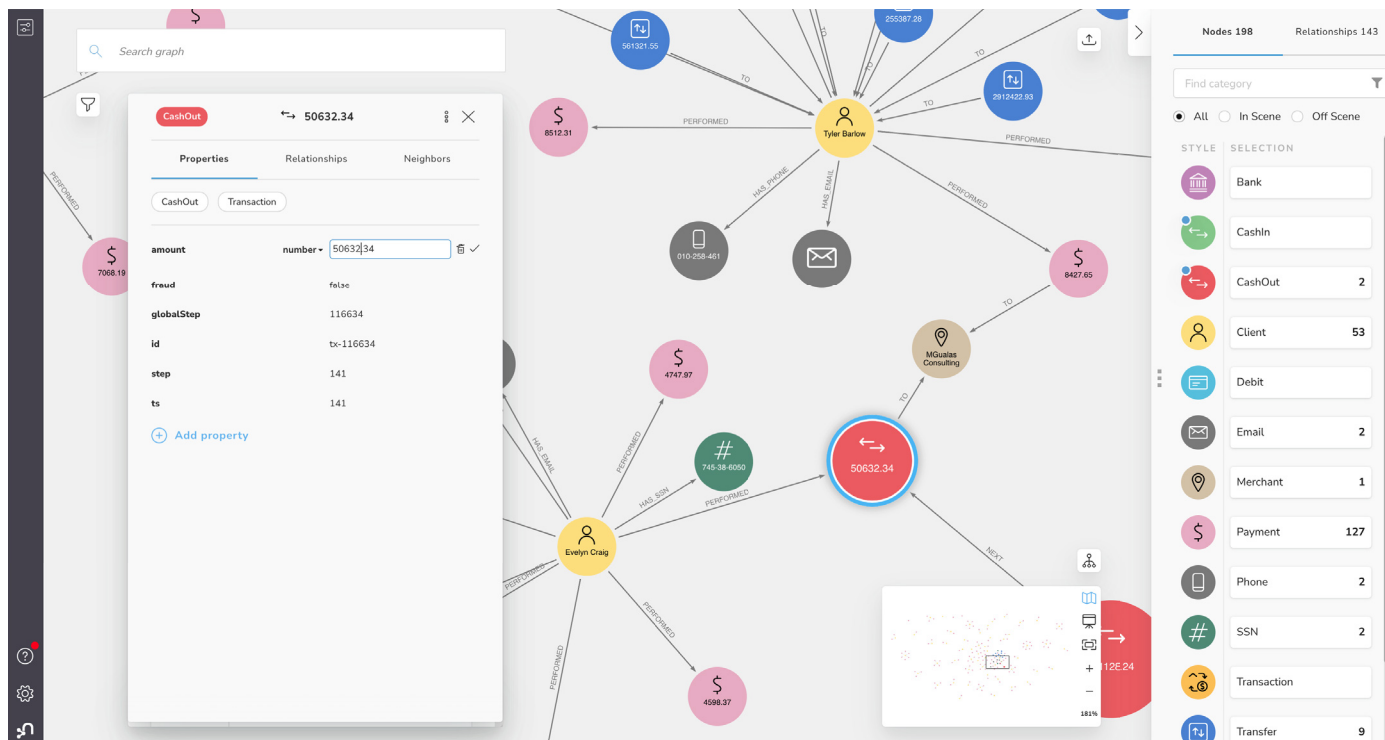 Search graph
CashOut
50632.34
Properties
Relationships
Neighbors
CashOut
Transaction
amount
number
50632.34
fraud
false
globalStep
116634
id
tx-116634
step
141
ts
141
Add property
PERFORMED
7068.19
561321.55
255387.28
2912422.93
TO
TO
TO
TO
TO
8512.31
PERFORMED
Tyler Barlow
PERFORMED
HAS_PHONE
HAS_EMAIL
PERFORMED
010-258-461
8427.65
TO
MGualas
Consulting
TO
4747.97
HAS_EMAIL
PERFORMED
745-38-6050
HAS_SSN
PERFORMED
50632.34
Evelyn Craig
NEXT
PERFORMED
PERFORMED
PERFORMED
4598.37
181%
Nodes 198
Relationships 143
Find category
All
In Scene
Off Scene
STYLE
SELECTION
Bank
CashIn
CashOut 2
Client 53
Debit
Email 2
Merchant 1
Payment 127
Phone 2
SSN 2
Transaction
Transfer 9